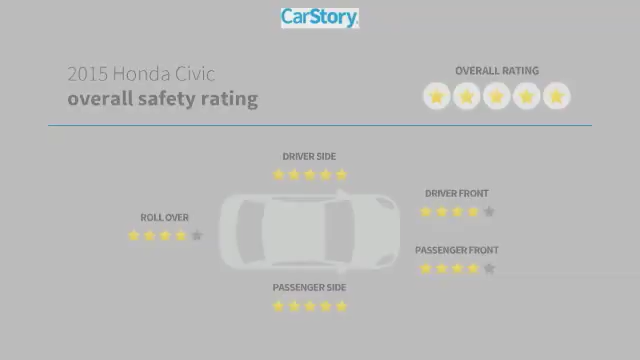 CarStory
2015 Honda Civic
overall safety rating
OVERALL RATING
DRIVER SIDE
DRIVER FRONT
ROLL OVER
PASSENGER FRONT
PASSENGER SIDE